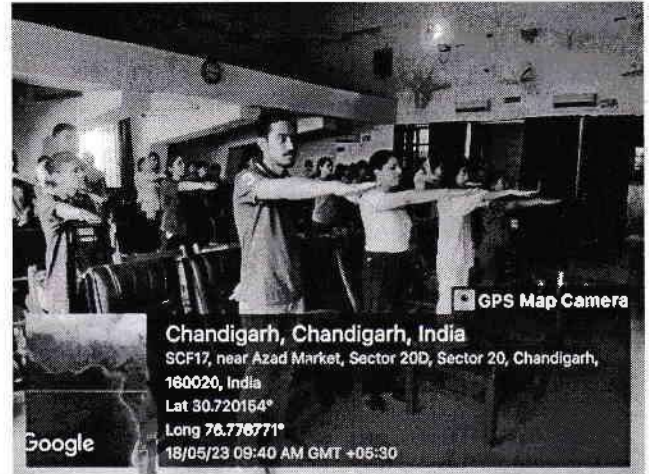 GPS Map Camera
Chandigarh, Chandigarh, India
SCF17, near Azad Market, Sector 20D, Sector 20, Chandigarh,
160020, India
Lat 30.720154°
Long 76.776771°
18/05/23 09:40 AM GMT +05:30
Google